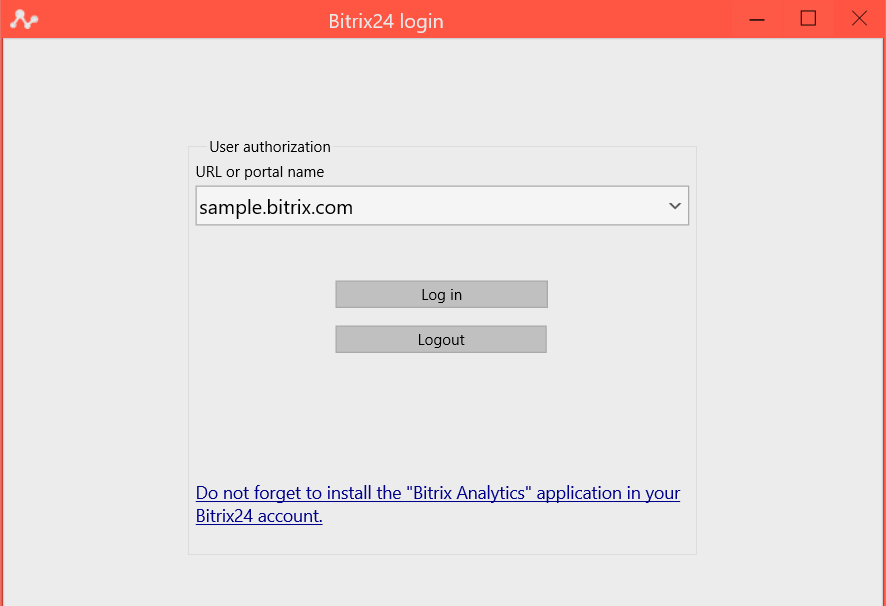 Bitrix24 login
User authorization
URL or portal name
sample.bitrix.com
Log in
Logout
Do not forget to install the "Bitrix Analytics" application in your
Bitrix24 account.